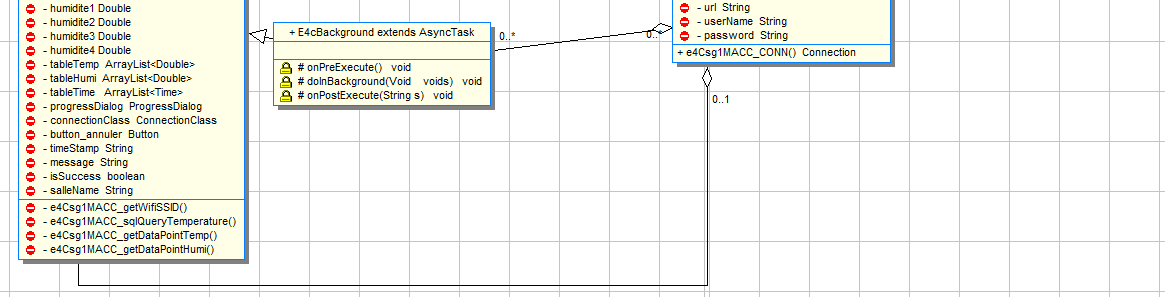 - humidite1 Double
- humidite2 Double
- humidite3 Double
- humidite4 Double
- tableTemp ArrayList<Double>
- tableHumi ArrayList<Double>
- tableTime ArrayList<Time>
- progressDialog ProgressDialog
- connectionClass ConnectionClass
- button_annuler Button
- timeStamp String
- message String
- isSuccess boolean
- salleName String
- e4Csg1MACC_getWifiSSID()
- e4Csg1MACC_sqlQueryTemperature()
- e4Csg1MACC_getDataPointTemp()
- e4Csg1MACC_getDataPointHumi()
+ E4cBackground extends AsyncTask
# onPreExecute() void
# doInBackground(Void voids) void
# onPostExecute(String s) void
0..*
0..*
- url String
- userName String
- password String
+ e4Csg1MACC_CONN() Connection
0..1